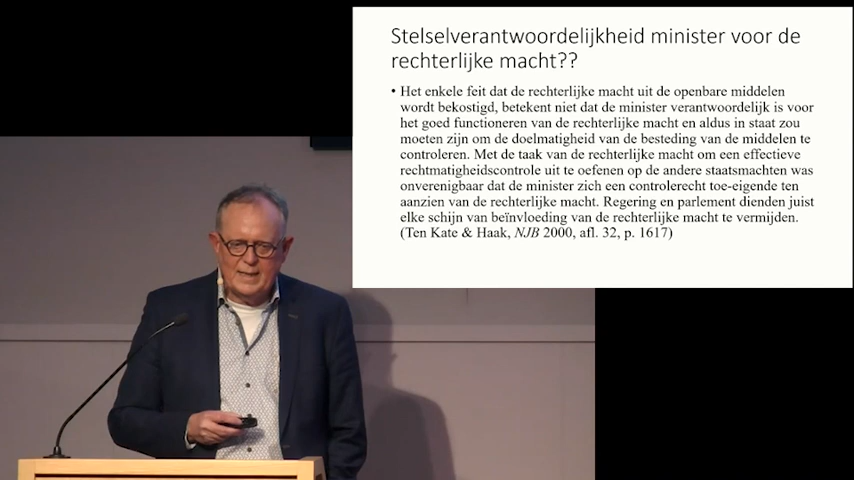 Stelselverantwoordelijkheid minister voor de
rechterlijke macht??
• Het enkele feit dat de rechterlijke macht uit de openbare middelen
wordt bekostigd, betekent niet dat de minister verantwoordelijk is voor
het goed functioneren van de rechterlijke macht en aldus in staat zou
moeten zijn om de doelmatigheid van de besteding van de middelen te
controleren. Met de taak van de rechterlijke macht om een effectieve
rechtmatigheidscontrole uit te oefenen op de andere staatsmachten was
onverenigbaar dat de minister zich een controlerecht toe-eigende ten
aanzien van de rechterlijke macht. Regering en parlement dienden juist
elke schijn van beïnvloeding van de rechterlijke macht te vermijden.
(Ten Kate & Haak, NJB 2000, afl. 32, p. 1617)